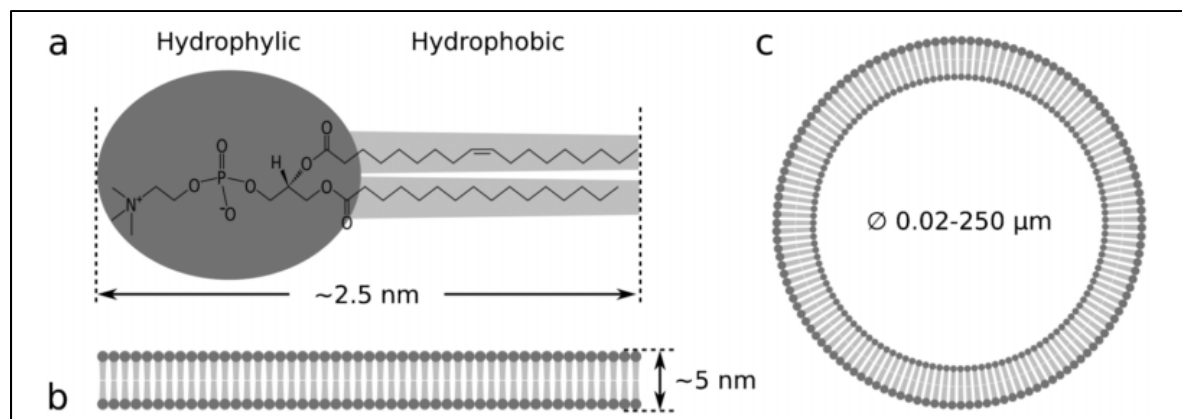 a
Hydrophylic
Hydrophobic
c
O
O
P
O
⁻O
O
H
O
O
O
N⁺
~2.5 nm
∅ 0.02-250 µm
b
~5 nm